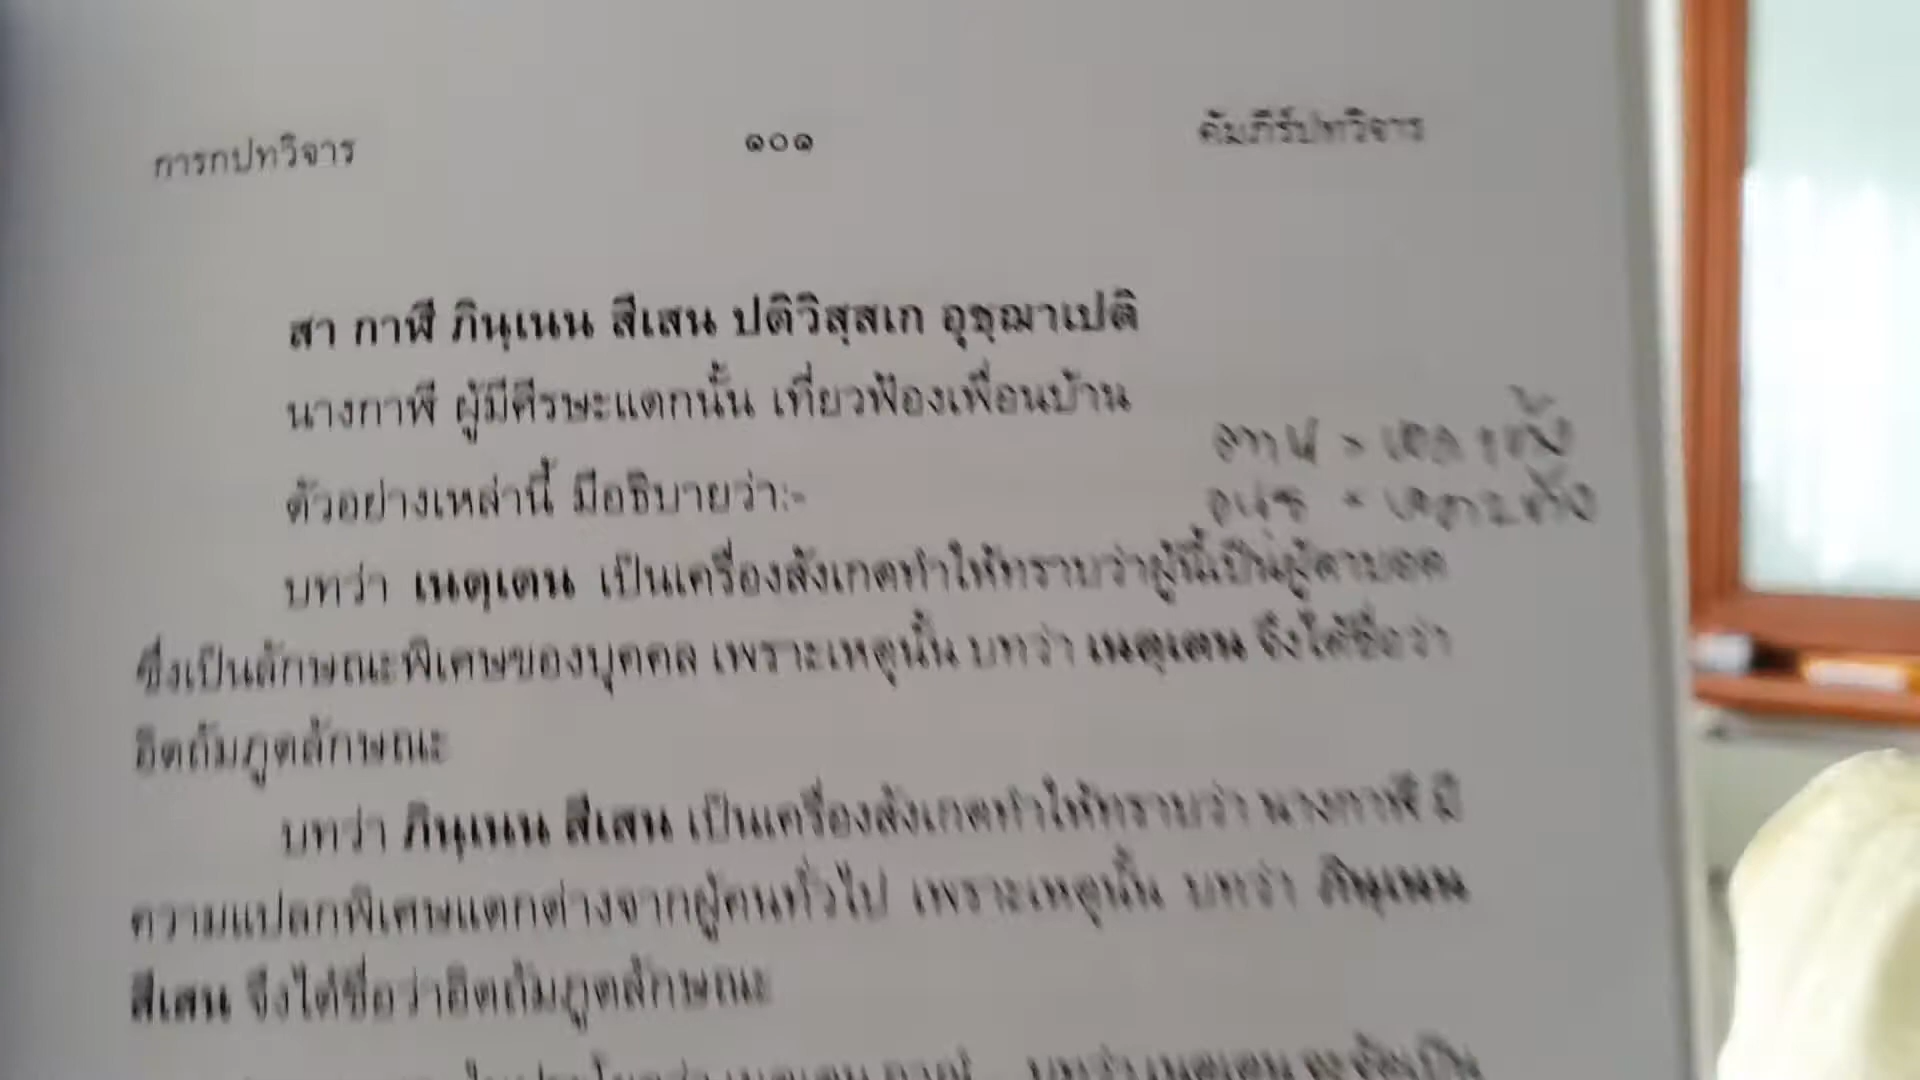 การกปทวิจาร ๑๐๑ คัมภีร์ปทวิจาร
สา กาฬี ภินฺเนน สีเสน ปติวิสฺสเก อุชฺฌาเปติ
นางกาฬี ผู้มีศีรษะแตกนั้น เที่ยวฟ้องเพื่อนบ้าน
ตัวอย่างเหล่านี้ มีอธิบายว่า:-
บทว่า เนตฺเตน เป็นเครื่องสังเกตทำให้ทราบว่าผู้นี้เป็นผู้ตาบอด
ซึ่งเป็นลักษณะพิเศษของบุคคล เพราะเหตุนั้น บทว่า เนตฺเตน จึงได้ชื่อว่า
อิตถัมภูตลักษณะ
บทว่า ภินฺเนน สีเสน เป็นเครื่องสังเกตทำให้ทราบว่า นางกาฬี มี
ความแปลกพิเศษแตกต่างจากผู้คนทั่วไป เพราะเหตุนั้น บทว่า ภินฺเนน
สีเสน จึงได้ชื่อว่าอิตถัมภูตลักษณะ
บทว่า เนตฺเตน